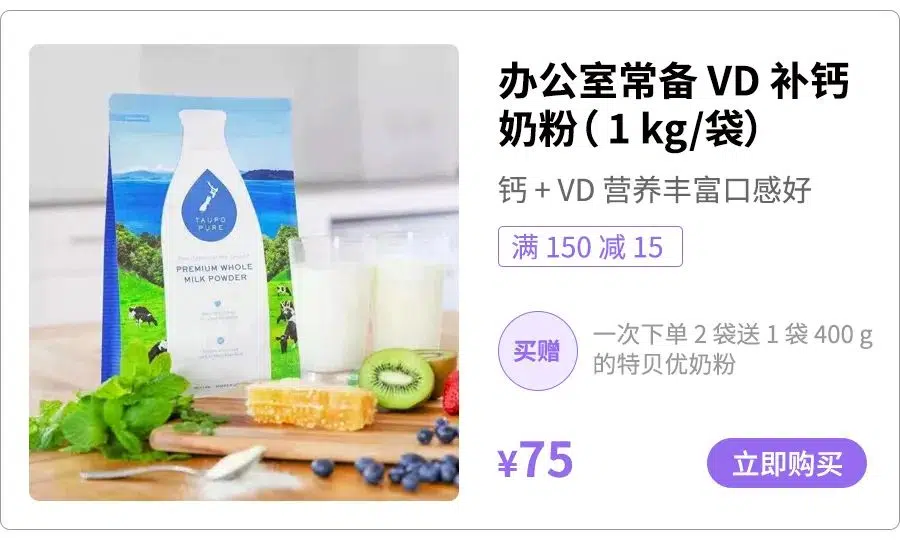 办公室常备 VD 补钙
奶粉（1 kg/袋）
钙 + VD 营养丰富口感好
满 150 减 15
买赠
一次下单 2 袋送 1 袋 400 g
的特贝优奶粉
¥75
立即购买
TAUPO
PURE
PREMIUM WHOLE
MILK POWDER